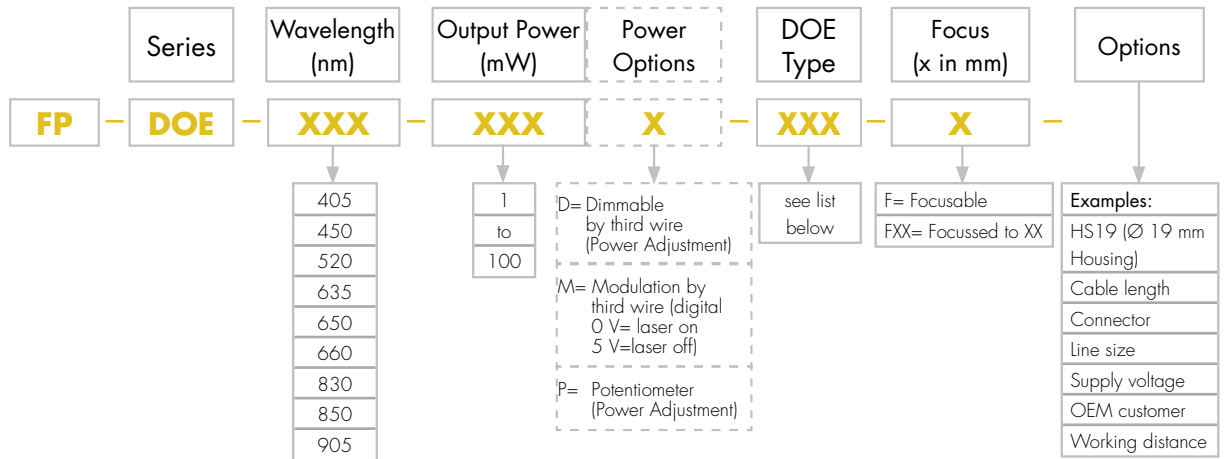 Series
Wavelength
(nm)
Output Power
(mW)
Power
Options
DOE
Type
Focus
(x in mm)
Options
FP – DOE – XXX – XXX X – XXX – X –
405
450
520
635
650
660
830
850
905
1
to
100
D= Dimmable
by third wire
(Power Adjustment)
M= Modulation by
third wire (digital
0 V= laser on
5 V=laser off)
P= Potentiometer
(Power Adjustment)
see list
below
F= Focusable
FXX= Focussed to XX
Examples:
HS19 (Ø 19 mm
Housing)
Cable length
Connector
Line size
Supply voltage
OEM customer
Working distance